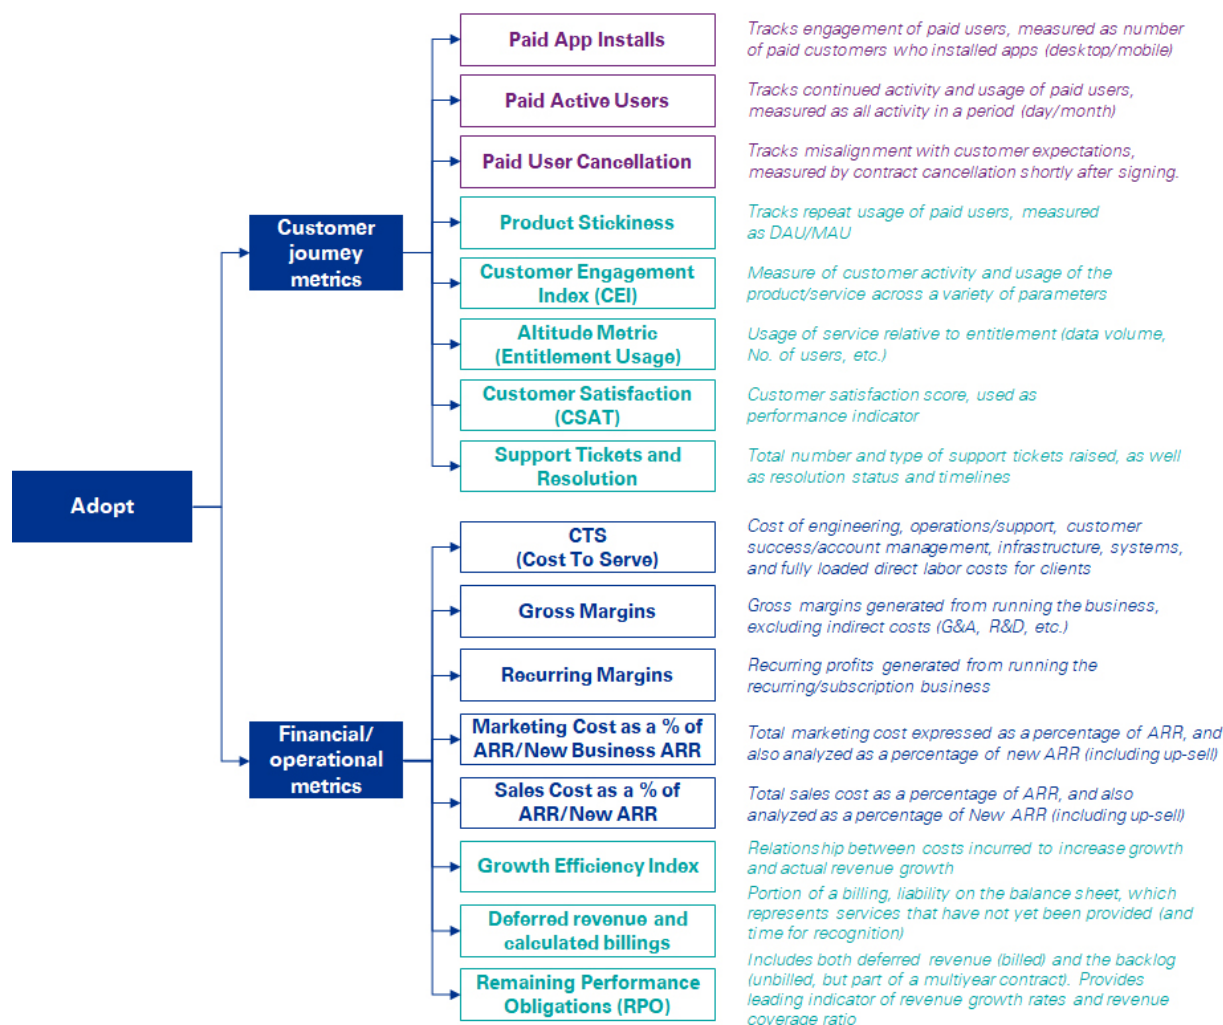 Paid App Installs
Tracks engagement of paid users, measured as number
of paid customers who installed apps (desktop/mobile)
Paid Active Users
Tracks continued activity and usage of paid users,
measured as all activity in a period (day/month)
Paid User Cancellation
Tracks misalignment with customer expectations,
measured by contract cancellation shortly after signing.
Customer
journey
metrics
Product Stickiness
Tracks repeat usage of paid users, measured
as DAU/MAU
Customer Engagement
Index (CEI)
Measure of customer activity and usage of the
product/service across a variety of parameters
Altitude Metric
(Entitlement Usage)
Usage of service relative to entitlement (data volume,
No. of users, etc.)
Customer Satisfaction
(CSAT)
Customer satisfaction score, used as
performance indicator
Support Tickets and
Resolution
Total number and type of support tickets raised, as well
as resolution status and timelines
Adopt
CTS
(Cost To Serve)
Cost of engineering, operations/support, customer
success/account management, infrastructure, systems,
and fully loaded direct labor costs for clients
Gross Margins
Gross margins generated from running the business,
excluding indirect costs (G&A, R&D, etc.)
Recurring Margins
Recurring profits generated from running the
recurring/subscription business
Financial/
operational
metrics
Marketing Cost as a % of
ARR/New Business ARR
Total marketing cost expressed as a percentage of ARR, and
also analyzed as a percentage of new ARR (including up-sell)
Sales Cost as a % of
ARR/New ARR
Total sales cost as a percentage of ARR, and also
analyzed as a percentage of New ARR (including up-sell)
Growth Efficiency Index
Relationship between costs incurred to increase growth
and actual revenue growth
Deferred revenue and
calculated billings
Portion of a billing, liability on the balance sheet, which
represents services that have not yet been provided (and
time for recognition)
Remaining Performance
Obligations (RPO)
Includes both deferred revenue (billed) and the backlog
(unbilled, but part of a multiyear contract). Provides
leading indicator of revenue growth rates and revenue
coverage ratio